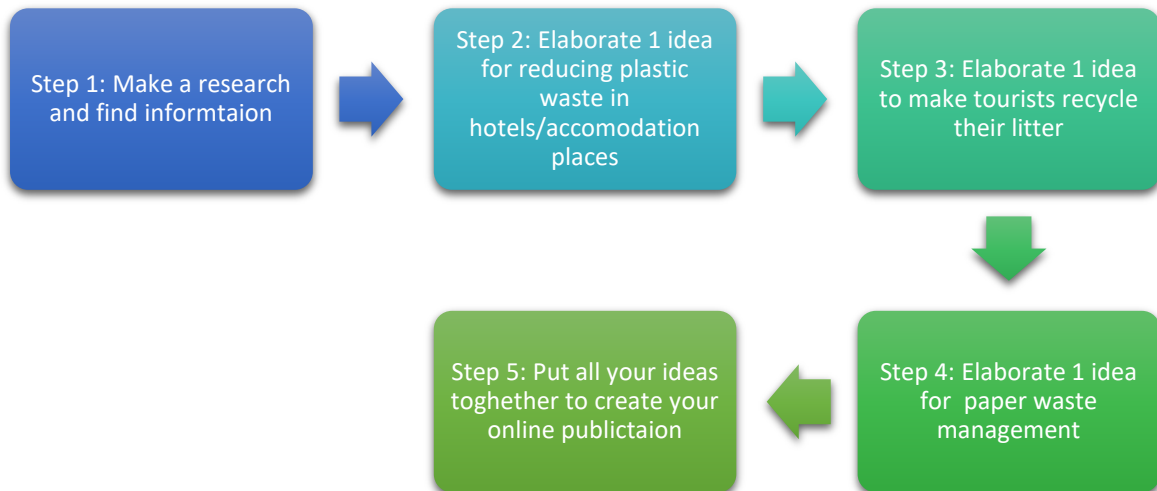 Step 1: Make a research
and find informtaion
Step 2: Elaborate 1 idea
for reducing plastic
waste in
hotels/accomodation
places
Step 3: Elaborate 1 idea
to make tourists recycle
their litter
Step 4: Elaborate 1 idea
for  paper waste
management
Step 5: Put all your ideas
toghether to create your
online publictaion